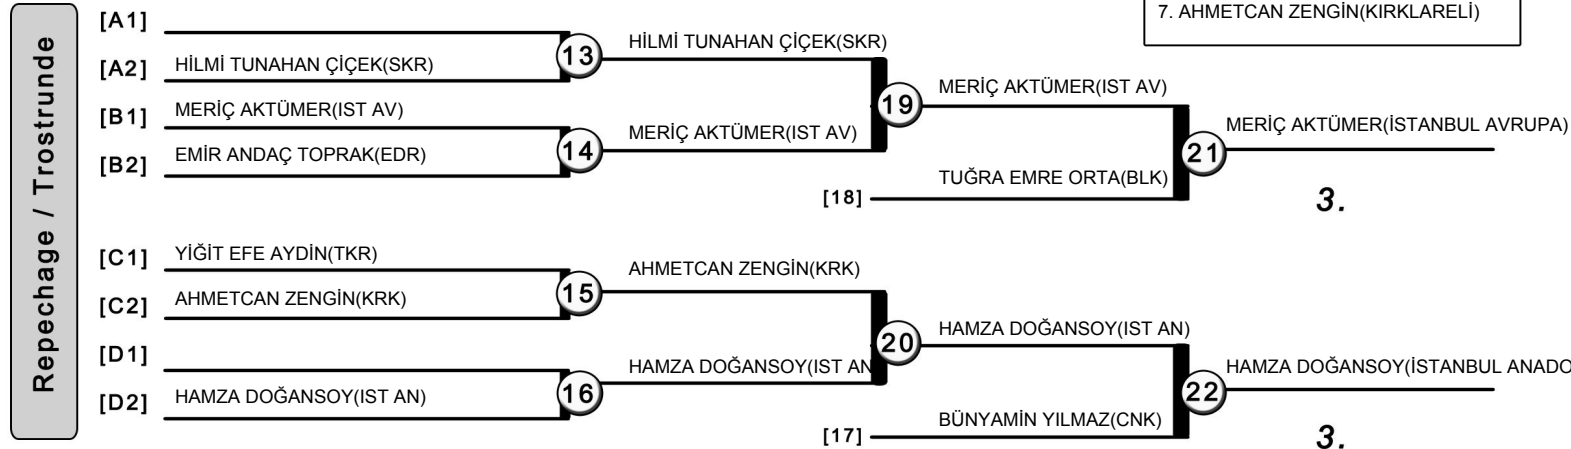 7. AHMETCAN ZENGİN(KIRKLARELİ)
Repechage / Trostrunde
[A1]
[A2] HİLMİ TUNAHAN ÇİÇEK(SKR)
13
HİLMİ TUNAHAN ÇİÇEK(SKR)
[B1] MERİÇ AKTÜMER(IST AV)
[B2] EMİR ANDAÇ TOPRAK(EDR)
14
MERİÇ AKTÜMER(IST AV)
19
MERİÇ AKTÜMER(IST AV)
[18] TUĞRA EMRE ORTA(BLK)
21
MERİÇ AKTÜMER(İSTANBUL AVRUPA)
3.
[C1] YİĞİT EFE AYDİN(TKR)
[C2] AHMETCAN ZENGİN(KRK)
15
AHMETCAN ZENGİN(KRK)
[D1]
[D2] HAMZA DOĞANSOY(IST AN)
16
HAMZA DOĞANSOY(IST AN
20
HAMZA DOĞANSOY(IST AN)
[17] BÜNYAMİN YILMAZ(CNK)
22
HAMZA DOĞANSOY(İSTANBUL ANADO
3.